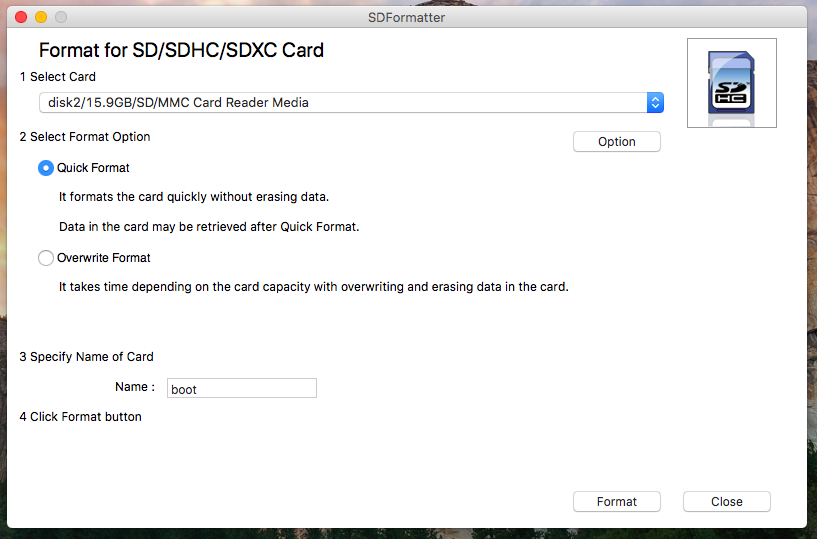 SDFormatter
Format for SD/SDHC/SDXC Card
1 Select Card
disk2/15.9GB/SD/MMC Card Reader Media
2 Select Format Option
Option
Quick Format
It formats the card quickly without erasing data.
Data in the card may be retrieved after Quick Format.
Overwrite Format
It takes time depending on the card capacity with overwriting and erasing data in the card.
3 Specify Name of Card
Name :
boot
4 Click Format button
Format
Close
SD
HC